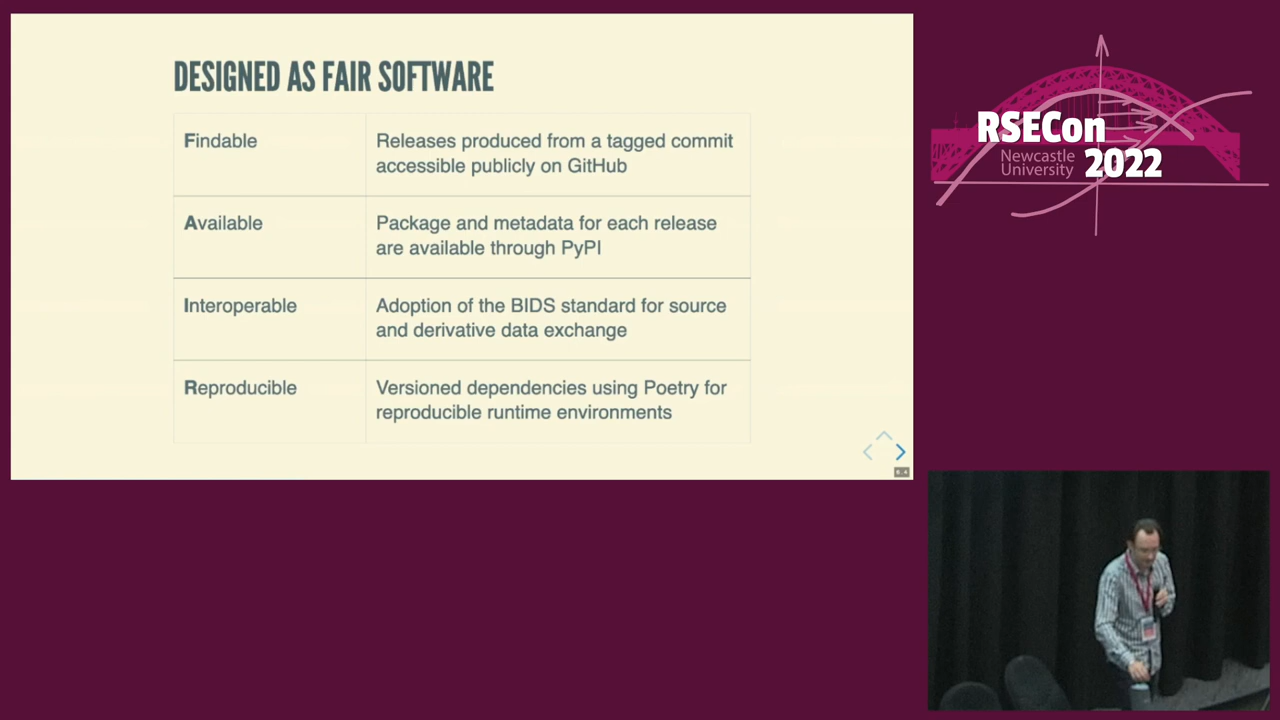 DESIGNED AS FAIR SOFTWARE
Findable
Releases produced from a tagged commit
accessible publicly on GitHub
Available
Package and metadata for each release
are available through PyPI
Interoperable
Adoption of the BIDS standard for source
and derivative data exchange
Reproducible
Versioned dependencies using Poetry for
reproducible runtime environments
RSECon
Newcastle
University
2022